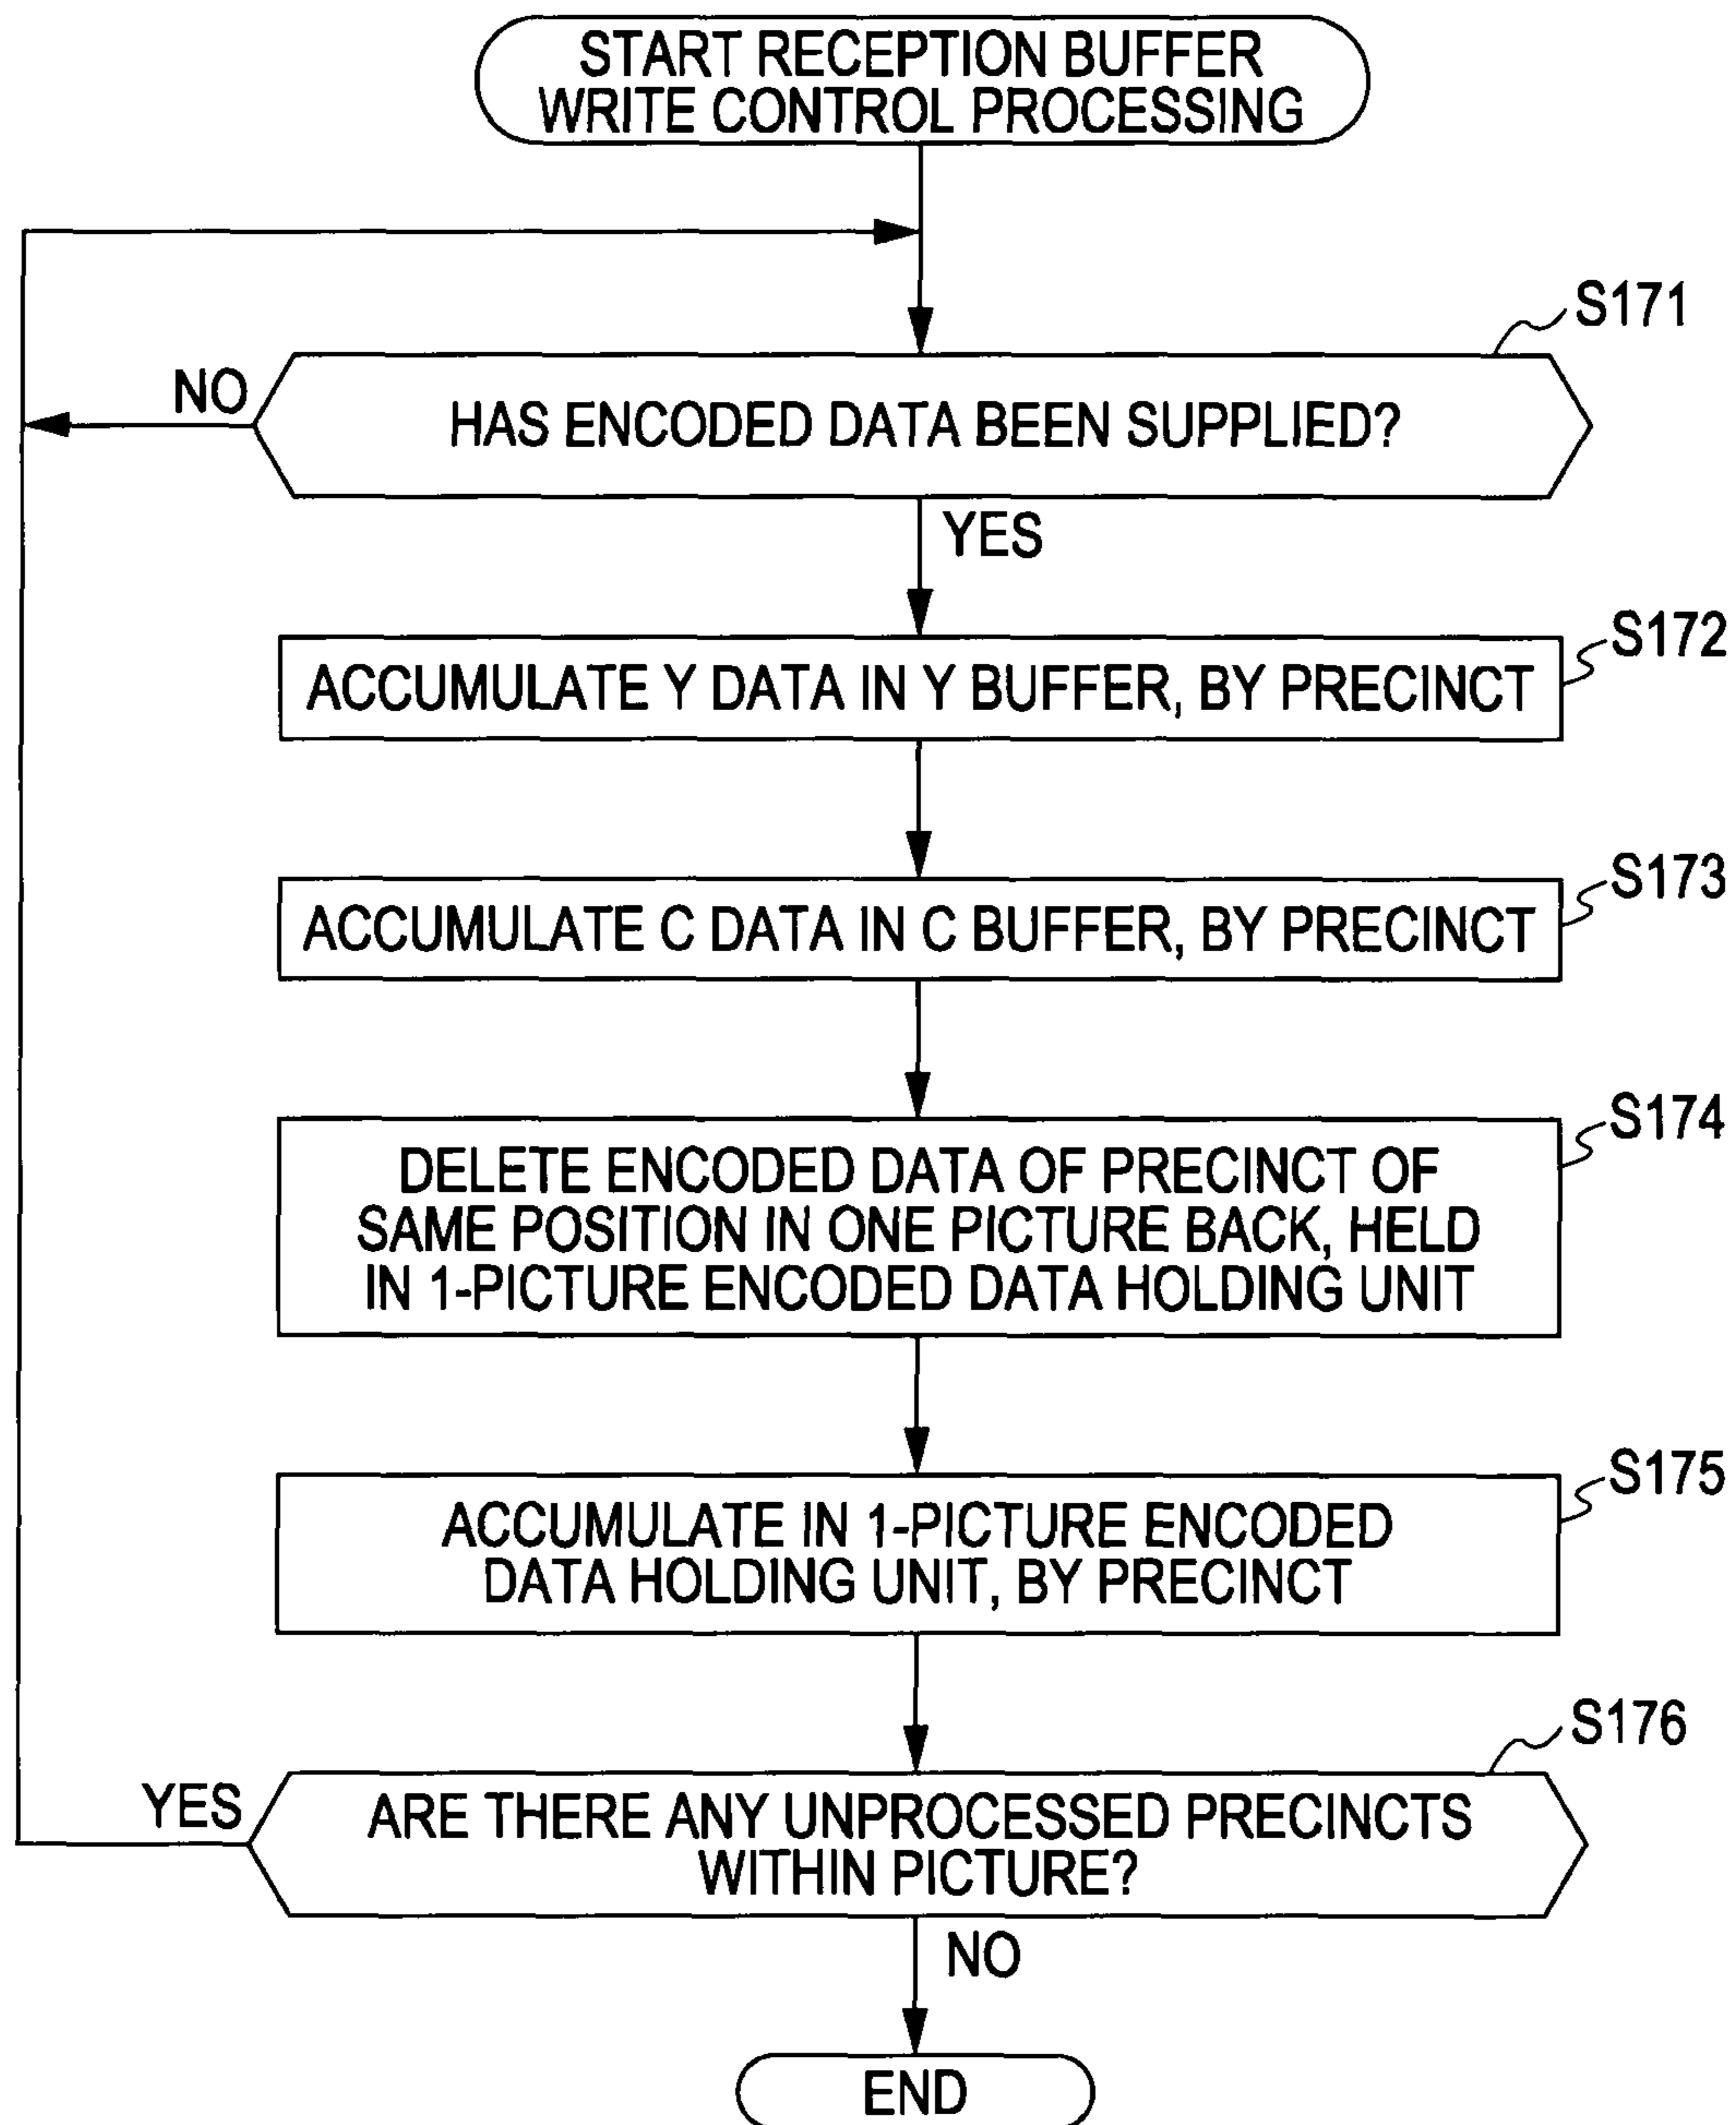 START RECEPTION BUFFER
WRITE CONTROL PROCESSING
S171
NO
HAS ENCODED DATA BEEN SUPPLIED?
YES
S172
ACCUMULATE Y DATA IN Y BUFFER, BY PRECINCT
S173
ACCUMULATE C DATA IN C BUFFER, BY PRECINCT
S174
DELETE ENCODED DATA OF PRECINCT OF
SAME POSITION IN ONE PICTURE BACK, HELD
IN 1-PICTURE ENCODED DATA HOLDING UNIT
S175
ACCUMULATE IN 1-PICTURE ENCODED
DATA HOLDING UNIT, BY PRECINCT
S176
YES
ARE THERE ANY UNPROCESSED PRECINCTS
WITHIN PICTURE?
NO
END